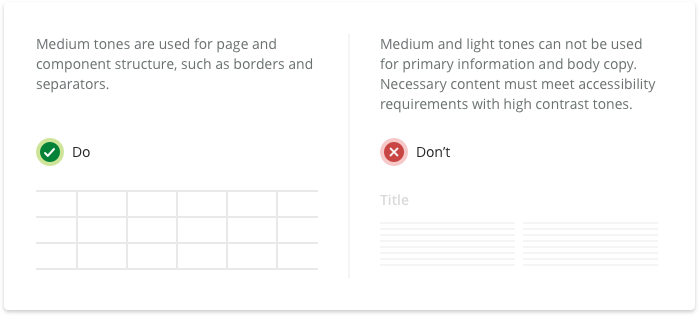 Medium tones are used for page and
component structure, such as borders and
separators.
Do
Medium and light tones can not be used
for primary information and body copy.
Necessary content must meet accessibility
requirements with high contrast tones.
Don’t
Title